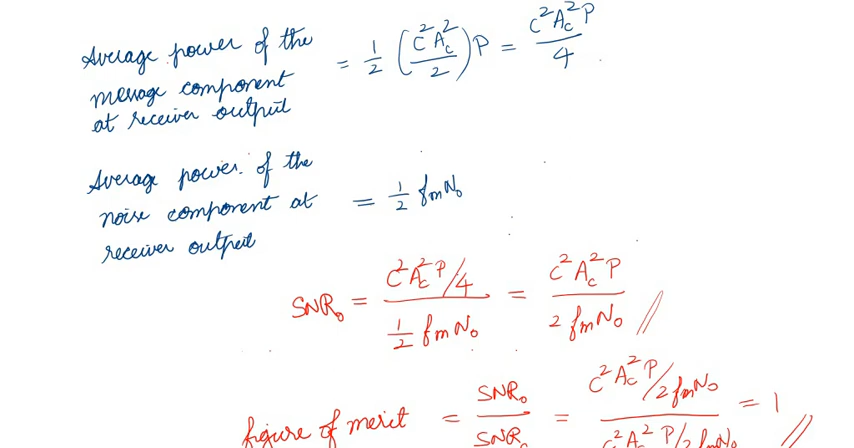 Average power of the
message component
at receiver output = 1/2 (C²A_c²/2) P = C²A_c²P/4
Average power of the
noise component at = 1/2 f_m N_0
receiver output
SNR_0 = (C²A_c²P/4)/(1/2 f_m N_0) = C²A_c²P/(2 f_m N_0) //
figure of merit = SNR_0/SNR = (C²A_c²P/2f_mN_0)/(C²A_c²P/2f_mN_0) = 1 //